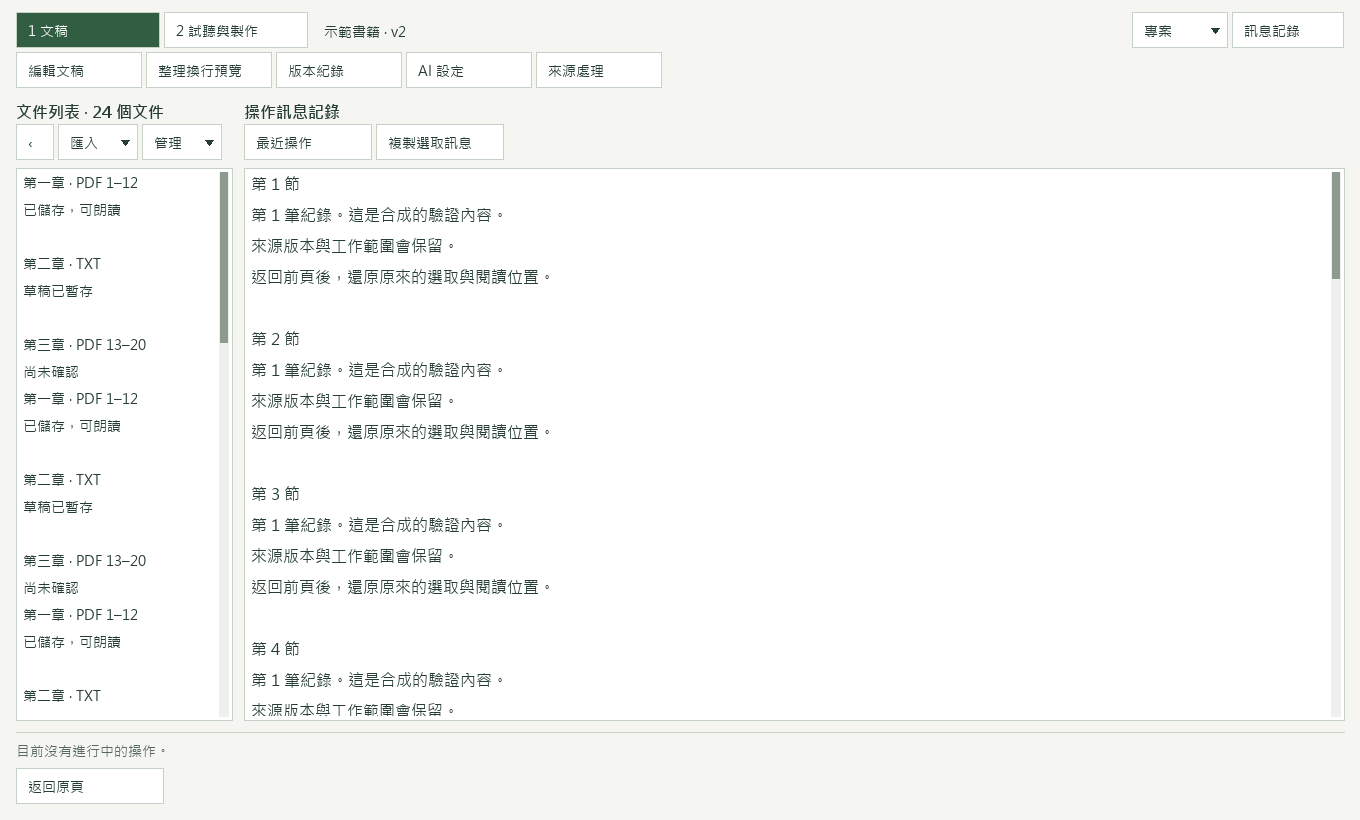 1 文稿
2 試聽與製作
示範書籍 · v2
專案
訊息記錄
編輯文稿
整理換行預覽
版本紀錄
AI 設定
來源處理
文件列表 · 24 個文件
‹
匯入
管理
第一章 · PDF 1–12
已儲存，可朗讀
第二章 · TXT
草稿已暫存
第三章 · PDF 13–20
尚未確認
第一章 · PDF 1–12
已儲存，可朗讀
第二章 · TXT
草稿已暫存
第三章 · PDF 13–20
尚未確認
第一章 · PDF 1–12
已儲存，可朗讀
第二章 · TXT
操作訊息記錄
最近操作
複製選取訊息
第 1 節
第 1 筆紀錄。這是合成的驗證內容。
來源版本與工作範圍會保留。
返回前頁後，還原原來的選取與閱讀位置。
第 2 節
第 1 筆紀錄。這是合成的驗證內容。
來源版本與工作範圍會保留。
返回前頁後，還原原來的選取與閱讀位置。
第 3 節
第 1 筆紀錄。這是合成的驗證內容。
來源版本與工作範圍會保留。
返回前頁後，還原原來的選取與閱讀位置。
第 4 節
第 1 筆紀錄。這是合成的驗證內容。
來源版本與工作範圍會保留。
目前沒有進行中的操作。
返回原頁